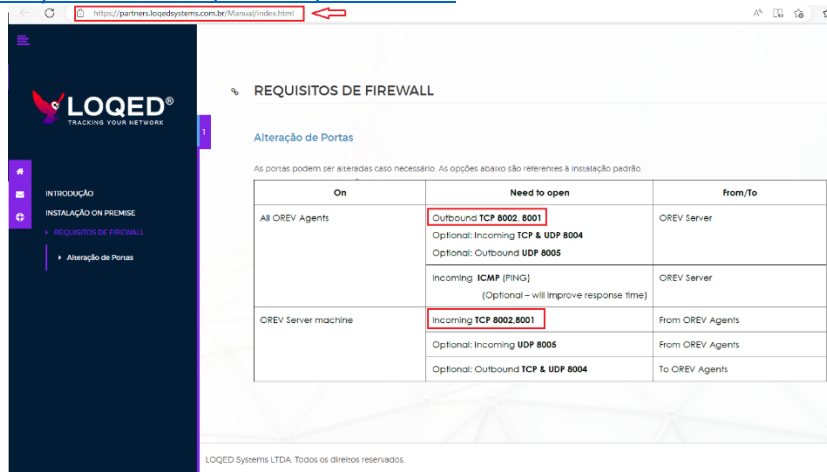 https://partners.loqedsystems.com.br/Manual/index.html
LOQED®
TRACKING YOUR NETWORK
INTRODUÇÃO
INSTALAÇÃO ON PREMISE
REQUISITOS DE FIREWALL
Alteração de Portas
1
REQUISITOS DE FIREWALL
Alteração de Portas
As portas podem ser alteradas caso necessário. As opções abaixo são referentes à instalação padrão.
On Need to open From/To
All OREV Agents Outbound TCP 8002, 8001 OREV Server
Optional: Incoming TCP & UDP 8004
Optional: Outbound UDP 8005
Incoming ICMP (PING) OREV Server
(Optional – will improve response time)
OREV Server machine Incoming TCP 8002,8001 From OREV Agents
Optional: Incoming UDP 8005 From OREV Agents
Optional: Outbound TCP & UDP 8004 To OREV Agents
LOQED Systems LTDA. Todos os direitos reservados.